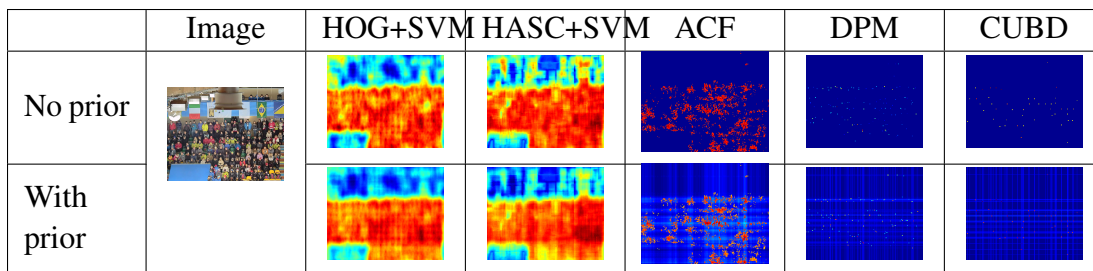 Image HOG+SVM HASC+SVM ACF DPM CUBD
No prior
With
prior